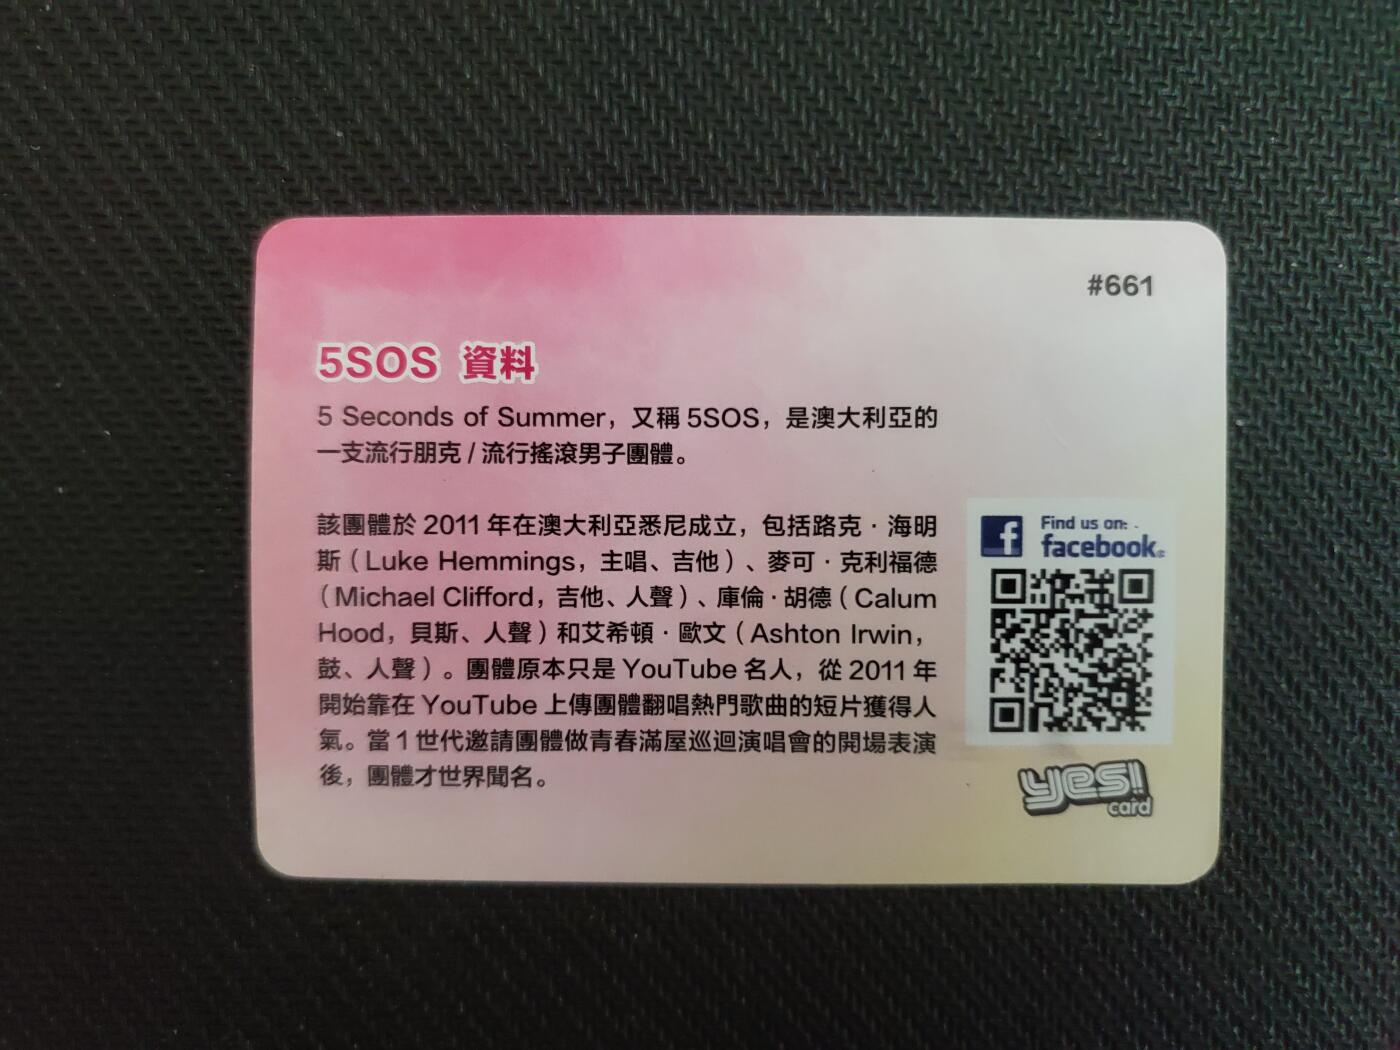 #661
5SOS 資料
5 Seconds of Summer，又稱 5SOS，是澳大利亞的
一支流行朋克 / 流行搖滾男子團體。
該團體於 2011 年在澳大利亞悉尼成立，包括路克 · 海明
斯（Luke Hemmings，主唱、吉他）、麥可 · 克利福德
（Michael Clifford，吉他、人聲）、庫倫 · 胡德（Calum
Hood，貝斯、人聲）和艾希頓 · 歐文（Ashton Irwin，
鼓、人聲）。團體原本只是 YouTube 名人，從 2011 年
開始靠在 YouTube 上傳團體翻唱熱門歌曲的短片獲得人
氣。當 1 世代邀請團體做青春滿屋巡迴演唱會的開場表演
後，團體才世界聞名。
f
Find us on:
facebook®
yes!
card